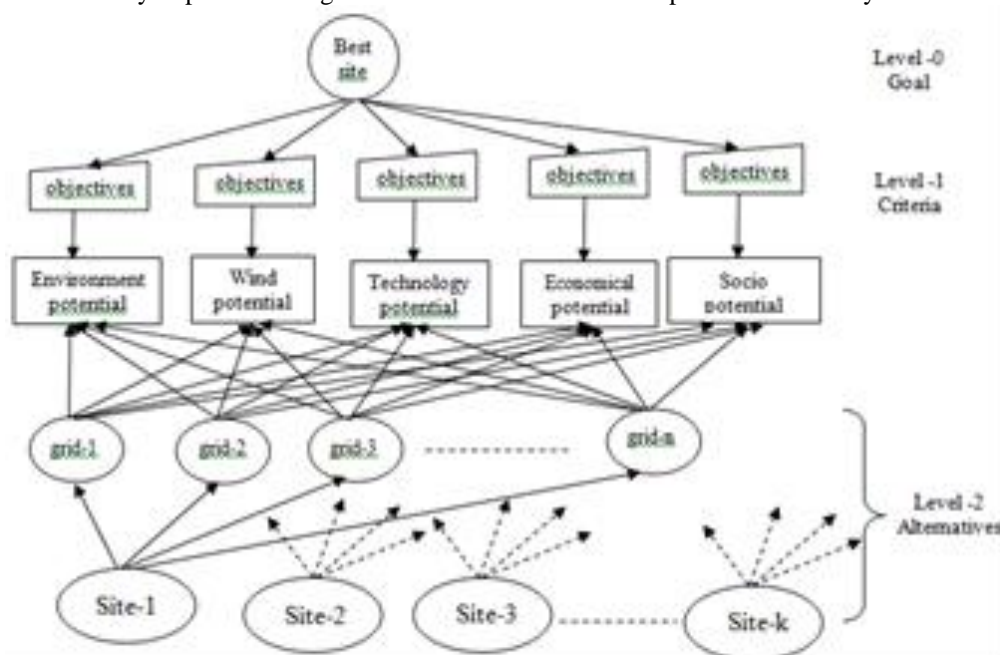 Best
site
Level -0
Goal
objectives
objectives
objectives
objectives
objectives
Level -1
Criteria
Environment
potential
Wind
potential
Technology
potential
Economical
potential
Socio
potential
grid-1
grid-2
grid-3
grid-n
Level -2
Alternatives
Site-1
Site-2
Site-3
Site-k